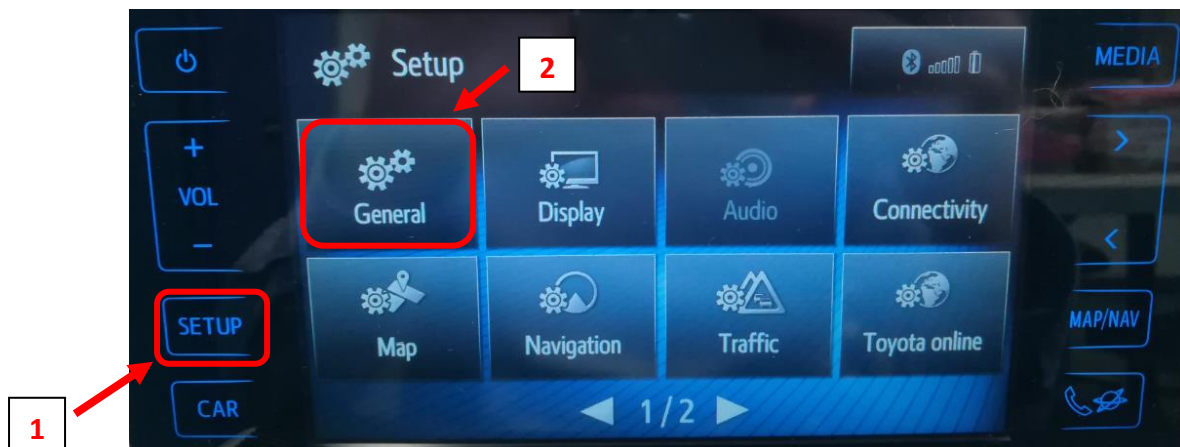 Setup
2
MEDIA
+
VOL
−
General
Display
Audio
Connectivity
>
<
SETUP
Map
Navigation
Traffic
Toyota online
MAP/NAV
CAR
1/2
1